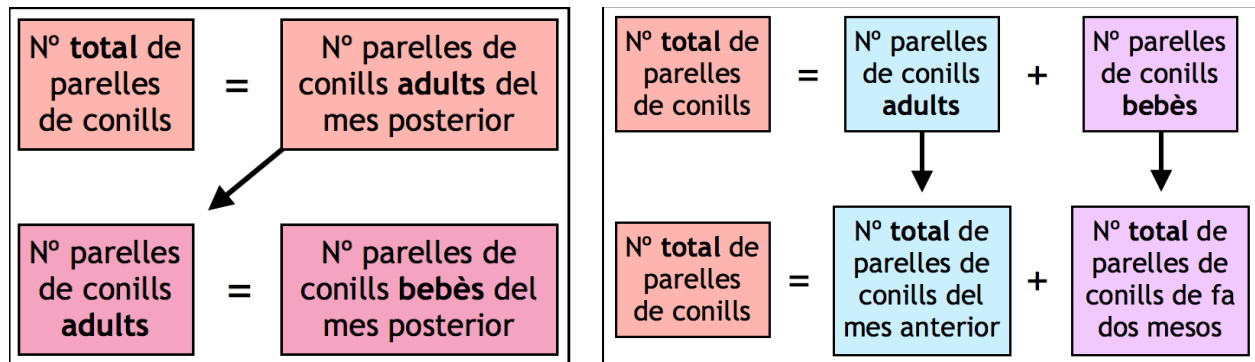 Nº total de
parelles
de conills
=
Nº parelles de
conills adults del
mes posterior
Nº parelles
de conills
adults
=
Nº parelles de
conills bebès del
mes posterior
Nº total de
parelles
de conills
=
Nº parelles
de conills
adults
+
Nº parelles
de conills
bebès
Nº total de
parelles
de conills
=
Nº total de
parelles de
conills del
mes anterior
+
Nº total de
parelles de
conills de fa
dos mesos